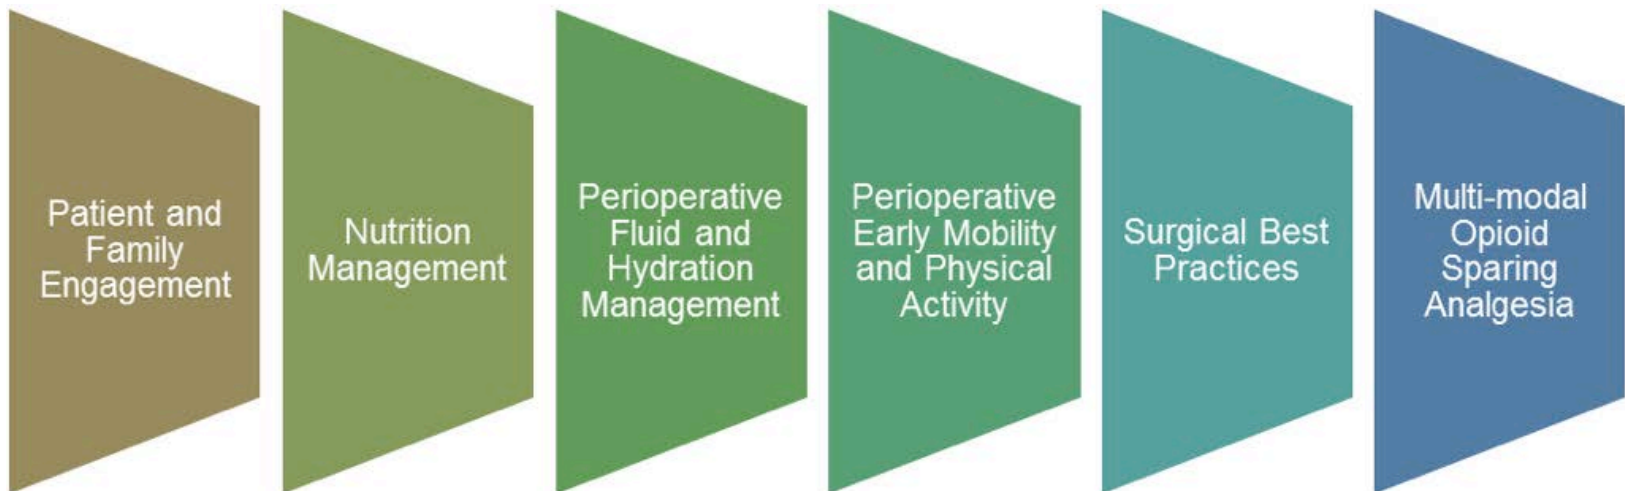 Patient and
Family
Engagement
Nutrition
Management
Perioperative
Fluid and
Hydration
Management
Perioperative
Early Mobility
and Physical
Activity
Surgical Best
Practices
Multi-modal
Opioid
Sparing
Analgesia